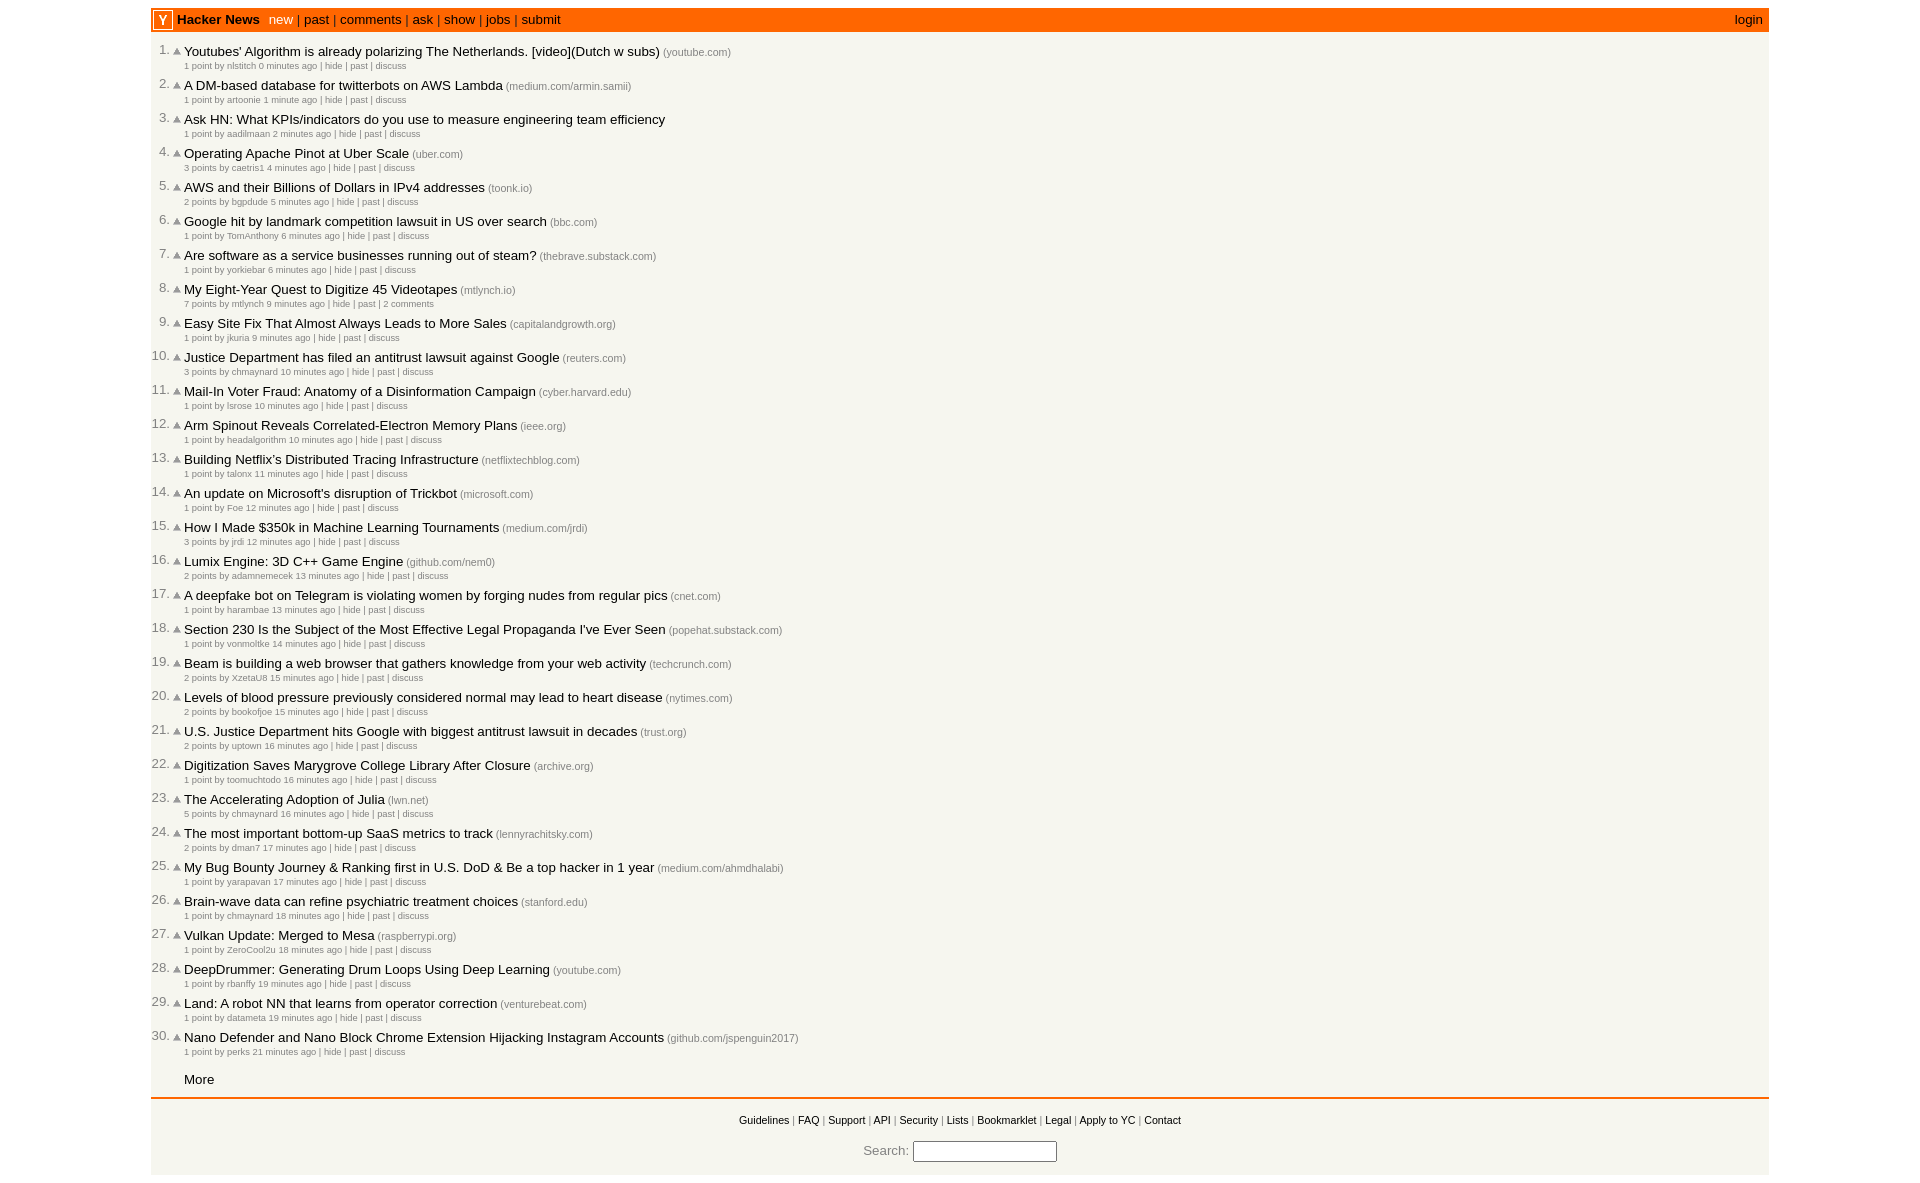 Y Hacker News new | past | comments | ask | show | jobs | submit login
1. Youtubes' Algorithm is already polarizing The Netherlands. [video](Dutch w subs) (youtube.com)
1 point by nlstitch 0 minutes ago | hide | past | discuss
2. A DM-based database for twitterbots on AWS Lambda (medium.com/armin.samii)
1 point by artoonie 1 minute ago | hide | past | discuss
3. Ask HN: What KPIs/indicators do you use to measure engineering team efficiency
1 point by aadilmaan 2 minutes ago | hide | past | discuss
4. Operating Apache Pinot at Uber Scale (uber.com)
3 points by caetris1 4 minutes ago | hide | past | discuss
5. AWS and their Billions of Dollars in IPv4 addresses (toonk.io)
2 points by bgpdude 5 minutes ago | hide | past | discuss
6. Google hit by landmark competition lawsuit in US over search (bbc.com)
1 point by TomAnthony 6 minutes ago | hide | past | discuss
7. Are software as a service businesses running out of steam? (thebrave.substack.com)
1 point by yorkiebar 6 minutes ago | hide | past | discuss
8. My Eight-Year Quest to Digitize 45 Videotapes (mtlynch.io)
7 points by mtlynch 9 minutes ago | hide | past | 2 comments
9. Easy Site Fix That Almost Always Leads to More Sales (capitalandgrowth.org)
1 point by jkuria 9 minutes ago | hide | past | discuss
10. Justice Department has filed an antitrust lawsuit against Google (reuters.com)
3 points by chmaynard 10 minutes ago | hide | past | discuss
11. Mail-In Voter Fraud: Anatomy of a Disinformation Campaign (cyber.harvard.edu)
1 point by lsrose 10 minutes ago | hide | past | discuss
12. Arm Spinout Reveals Correlated-Electron Memory Plans (ieee.org)
1 point by headalgorithm 10 minutes ago | hide | past | discuss
13. Building Netflix’s Distributed Tracing Infrastructure (netflixtechblog.com)
1 point by talonx 11 minutes ago | hide | past | discuss
14. An update on Microsoft's disruption of Trickbot (microsoft.com)
1 point by Foe 12 minutes ago | hide | past | discuss
15. How I Made $350k in Machine Learning Tournaments (medium.com/jrdi)
3 points by jrdi 12 minutes ago | hide | past | discuss
16. Lumix Engine: 3D C++ Game Engine (github.com/nem0)
2 points by adamnemecek 13 minutes ago | hide | past | discuss
17. A deepfake bot on Telegram is violating women by forging nudes from regular pics (cnet.com)
1 point by harambae 13 minutes ago | hide | past | discuss
18. Section 230 Is the Subject of the Most Effective Legal Propaganda I've Ever Seen (popehat.substack.com)
1 point by vonmoltke 14 minutes ago | hide | past | discuss
19. Beam is building a web browser that gathers knowledge from your web activity (techcrunch.com)
2 points by XzetaU8 15 minutes ago | hide | past | discuss
20. Levels of blood pressure previously considered normal may lead to heart disease (nytimes.com)
2 points by bookofjoe 15 minutes ago | hide | past | discuss
21. U.S. Justice Department hits Google with biggest antitrust lawsuit in decades (trust.org)
2 points by uptown 16 minutes ago | hide | past | discuss
22. Digitization Saves Marygrove College Library After Closure (archive.org)
1 point by toomuchtodo 16 minutes ago | hide | past | discuss
23. The Accelerating Adoption of Julia (lwn.net)
5 points by chmaynard 16 minutes ago | hide | past | discuss
24. The most important bottom-up SaaS metrics to track (lennyrachitsky.com)
2 points by dman7 17 minutes ago | hide | past | discuss
25. My Bug Bounty Journey & Ranking first in U.S. DoD & Be a top hacker in 1 year (medium.com/ahmdhalabi)
1 point by yarapavan 17 minutes ago | hide | past | discuss
26. Brain-wave data can refine psychiatric treatment choices (stanford.edu)
1 point by chmaynard 18 minutes ago | hide | past | discuss
27. Vulkan Update: Merged to Mesa (raspberrypi.org)
1 point by ZeroCool2u 18 minutes ago | hide | past | discuss
28. DeepDrummer: Generating Drum Loops Using Deep Learning (youtube.com)
1 point by rbanffy 19 minutes ago | hide | past | discuss
29. Land: A robot NN that learns from operator correction (venturebeat.com)
1 point by datameta 19 minutes ago | hide | past | discuss
30. Nano Defender and Nano Block Chrome Extension Hijacking Instagram Accounts (github.com/jspenguin2017)
1 point by perks 21 minutes ago | hide | past | discuss
More
Guidelines | FAQ | Support | API | Security | Lists | Bookmarklet | Legal | Apply to YC | Contact
Search: